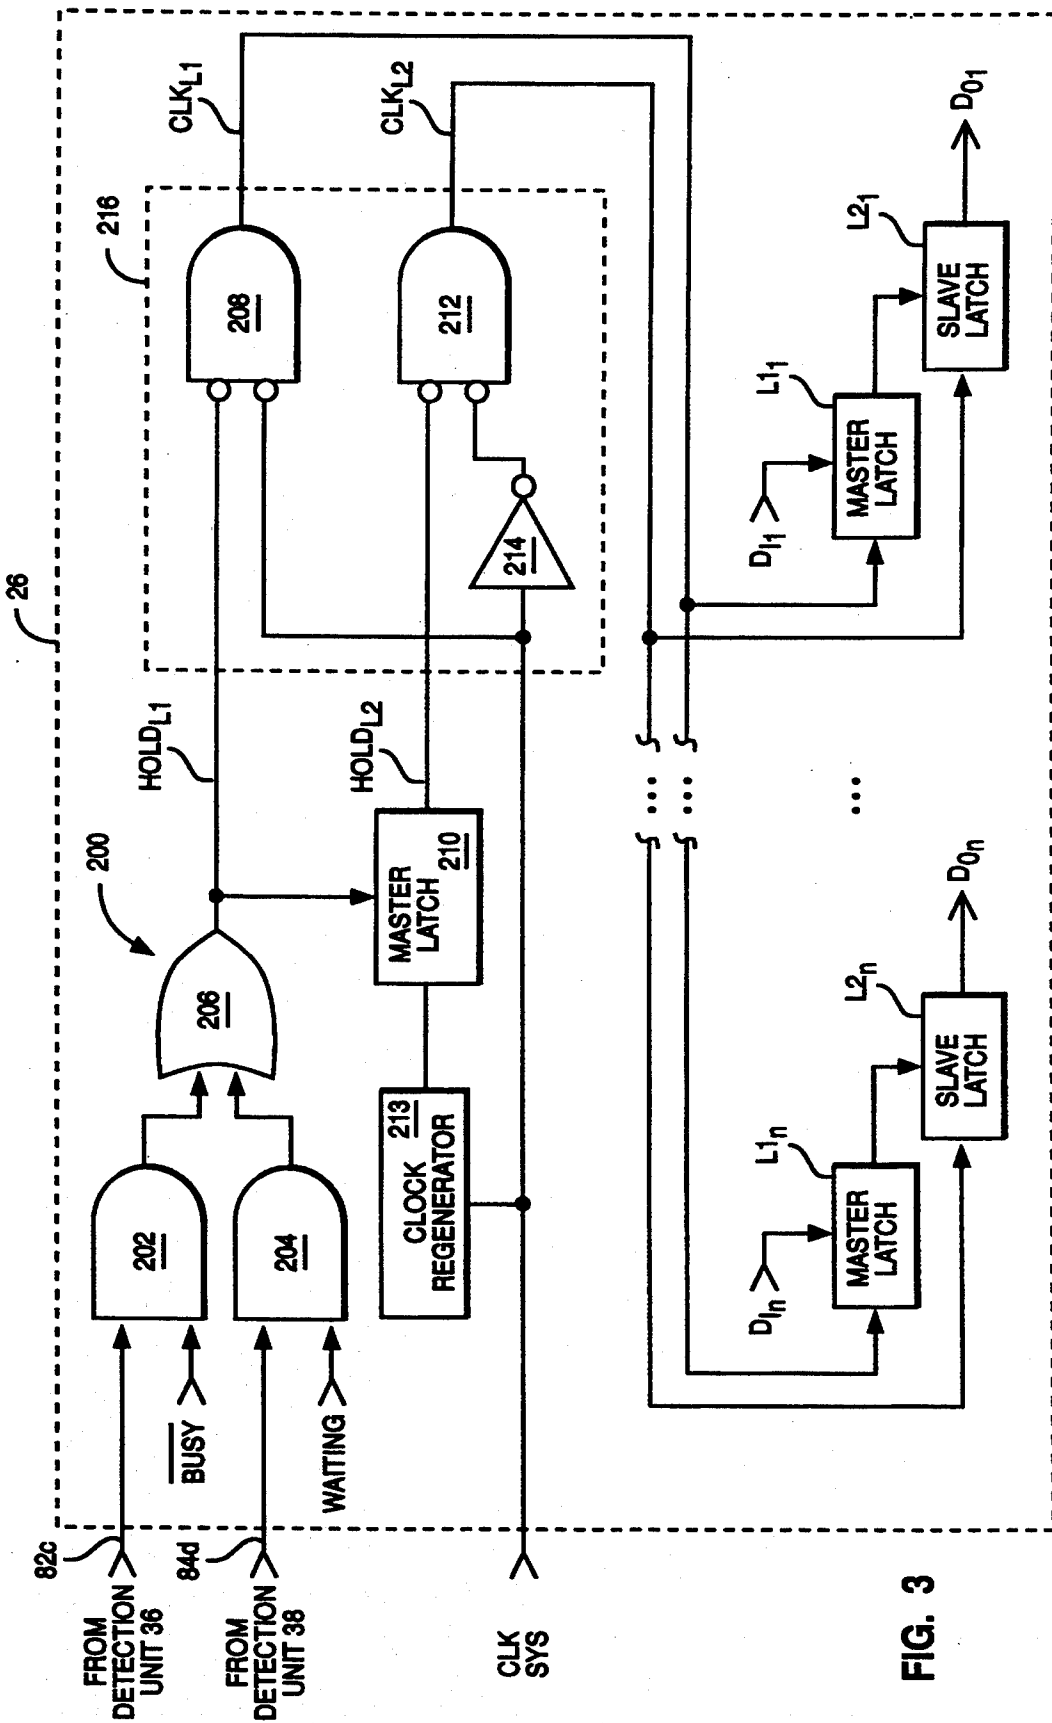 26
216
200
CLKL1
CLKL2
HOLDL1
HOLDL2
208
212
214
206
202
204
MASTER
LATCH
210
CLOCK
REGENERATOR
213
82c
FROM
DETECTION
UNIT 36
BUSY
84d
FROM
DETECTION
UNIT 38
WAITING
CLK
SYS
DI1
L11
MASTER
LATCH
L21
SLAVE
LATCH
D01
...
...
...
DIn
L1n
MASTER
LATCH
L2n
SLAVE
LATCH
D0n
FIG. 3